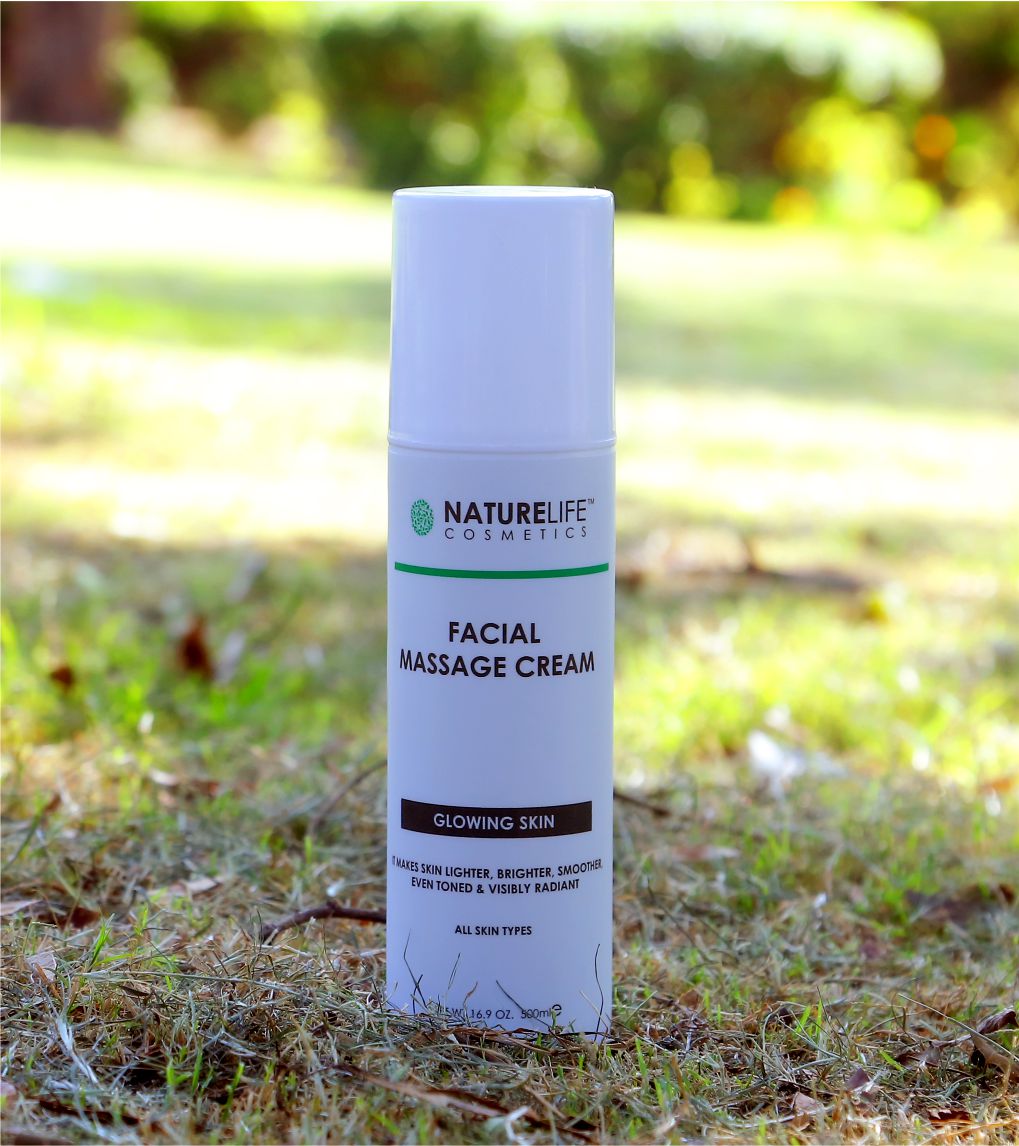 NATURELIFE™
COSMETICS
FACIAL
MASSAGE CREAM
GLOWING SKIN
IT MAKES SKIN LIGHTER, BRIGHTER, SMOOTHER,
EVEN TONED & VISIBLY RADIANT
ALL SKIN TYPES
16.9 OZ. 500ml ℮